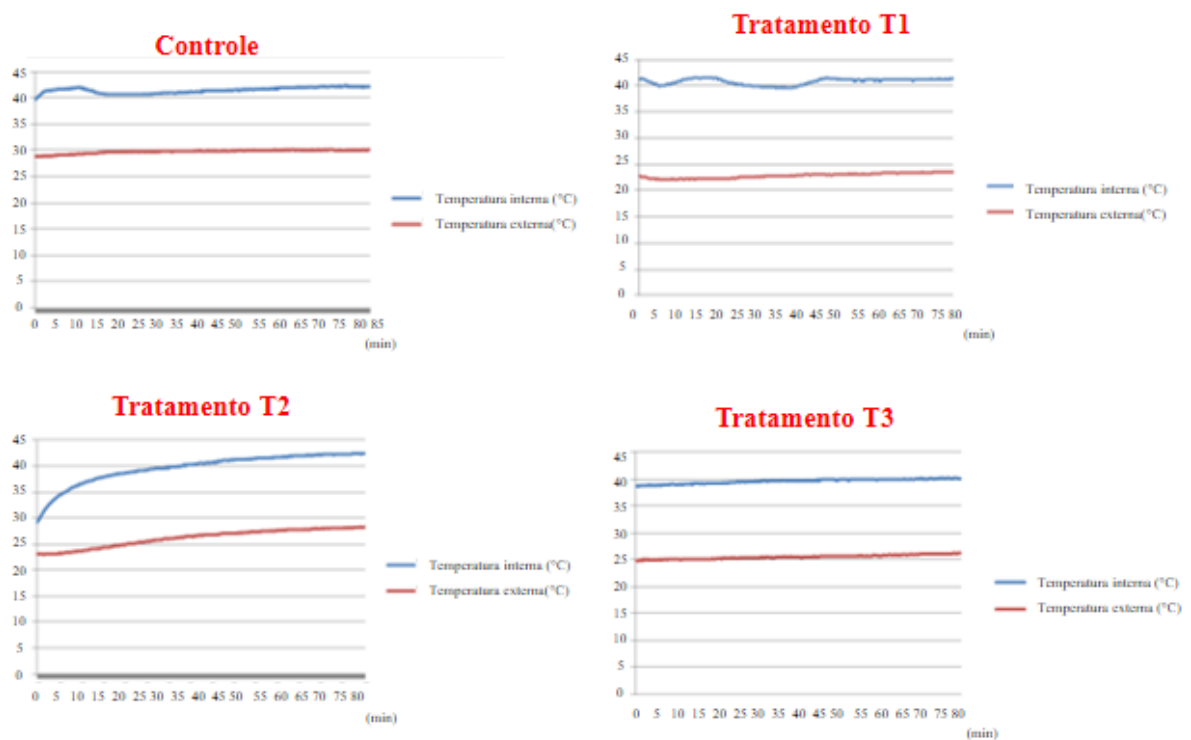 Controle
45
40
35
30
25
20
15
10
5
0
0 5 10 15 20 25 30 35 40 45 50 55 60 65 70 75 80 85
(min)
Temperatura interna (°C)
Temperatura externa(°C)
Tratamento T1
45
40
35
30
25
20
15
10
5
0
0 5 10 15 20 25 30 35 40 45 50 55 60 65 70 75 80
(min)
Temperatura interna (°C)
Temperatura externa(°C)
Tratamento T2
45
40
35
30
25
20
15
10
5
0
0 5 10 15 20 25 30 35 40 45 50 55 60 65 70 75 80
(min)
Temperatura interna (°C)
Temperatura externa(°C)
Tratamento T3
45
40
35
30
25
20
15
10
5
0
0 5 10 15 20 25 30 35 40 45 50 55 60 65 70 75 80
(min)
Temperatura interna (°C)
Temperatura externa (°C)